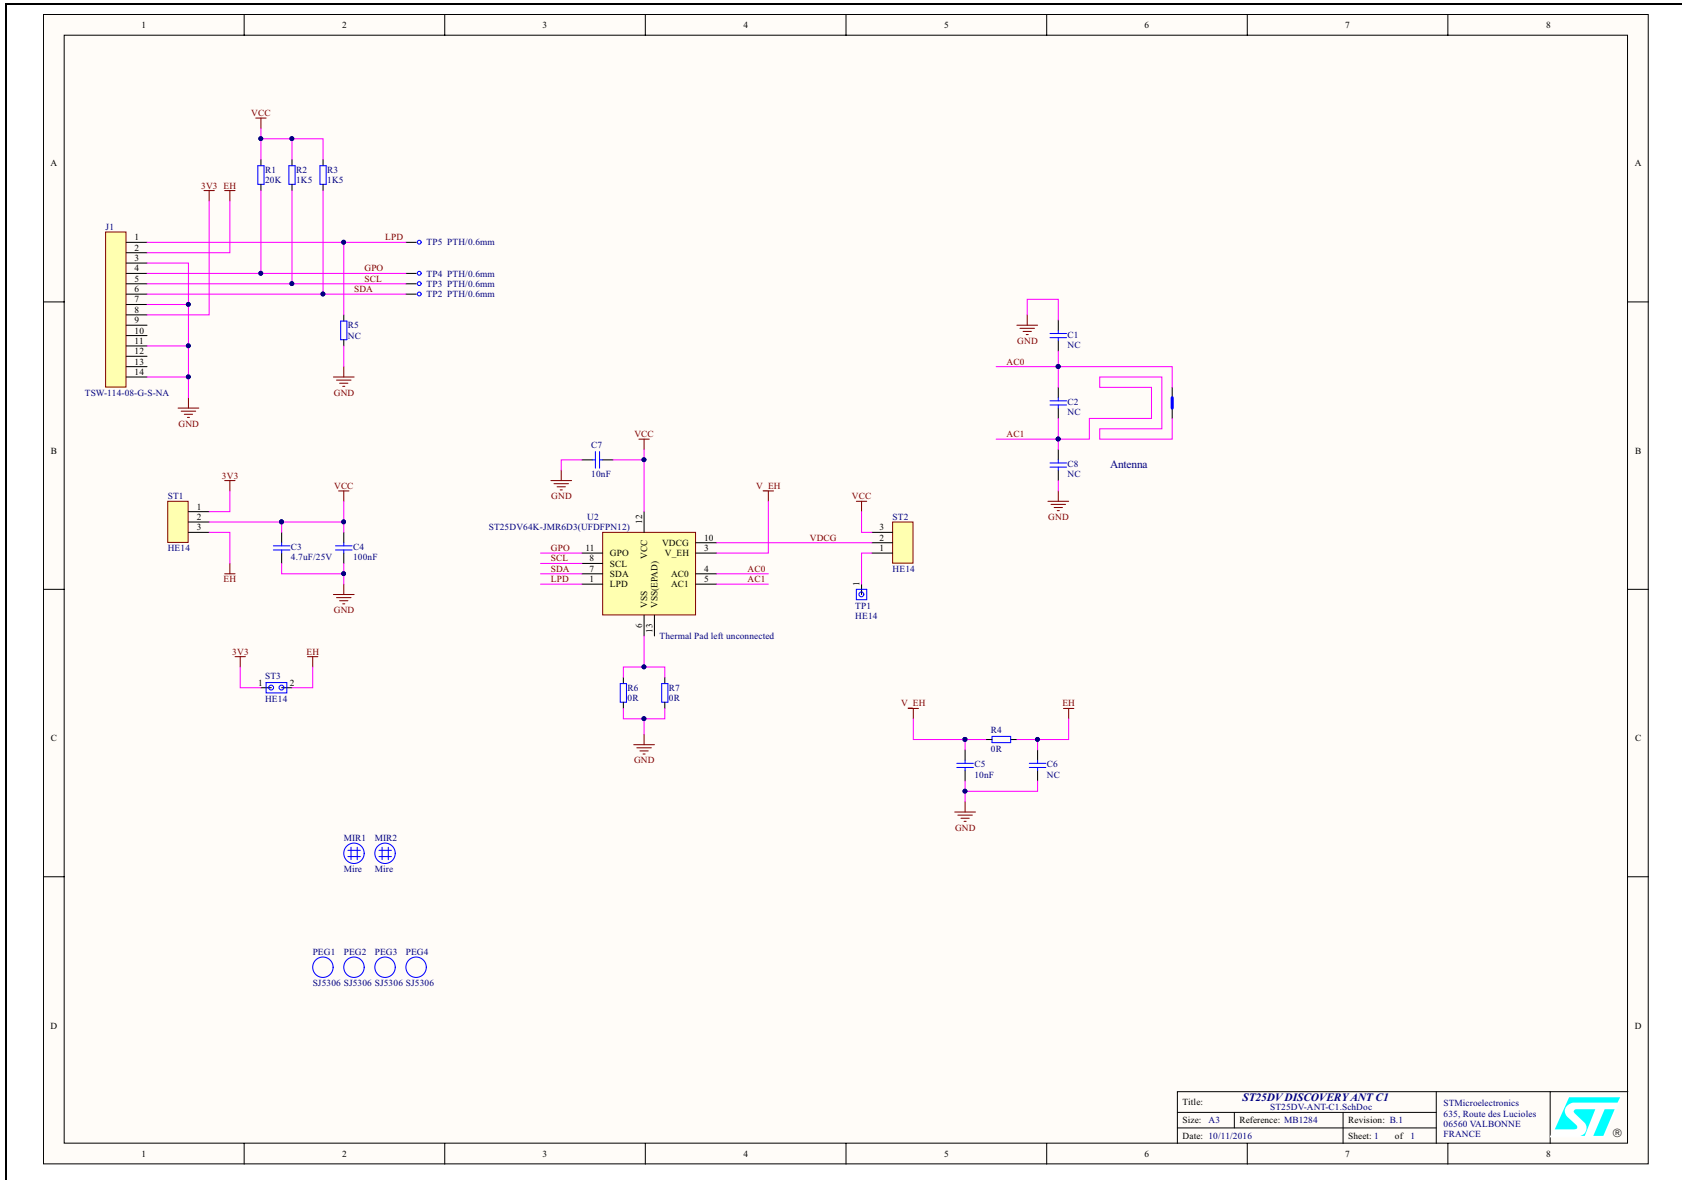 1 2 3 4 5 6 7 8
A A
VCC
R1 R2 R3
20K 1K5 1K5
3V3 EH
J1
1 LPD TP5 PTH/0.6mm
2
3
4 GPO TP4 PTH/0.6mm
5 SCL TP3 PTH/0.6mm
6 SDA TP2 PTH/0.6mm
7
8
9
10
11
12
13
14
TSW-114-08-G-S-NA
GND
R5
NC
GND
GND
C1
NC
AC0
C2
NC
AC1
C8
NC
GND
Antenna
B B
3V3
ST1
1
2
3
HE14
EH
VCC
C3
4.7uF/25V
C4
100nF
GND
C7
10nF
GND
VCC
U2
ST25DV64K-JMR6D3(UFDFPN12)
12
VCC
GPO 11 GPO
SCL 8 SCL
SDA 7 SDA
LPD 1 LPD
VDCG 10 VDCG
V_EH 3
AC0 4 AC0
AC1 5 AC1
VSS
VSS(EPAD)
6
13
Thermal Pad left unconnected
V_EH
VCC
ST2
3
2
1
HE14
1
TP1
HE14
R6
0R
R7
0R
GND
3V3 EH
ST3
1 2
HE14
C C
V_EH EH
R4
0R
C5
10nF
C6
NC
GND
MIR1 MIR2
Mire Mire
PEG1 PEG2 PEG3 PEG4
SJ5306 SJ5306 SJ5306 SJ5306
D D
Title: ST25DV DISCOVERY ANT C1
ST25DV-ANT-C1.SchDoc
Size: A3 Reference: MB1284 Revision: B.1
Date: 10/11/2016 Sheet: 1 of 1
STMicroelectronics
635, Route des Lucioles
06560 VALBONNE
FRANCE
ST ®
1 2 3 4 5 6 7 8